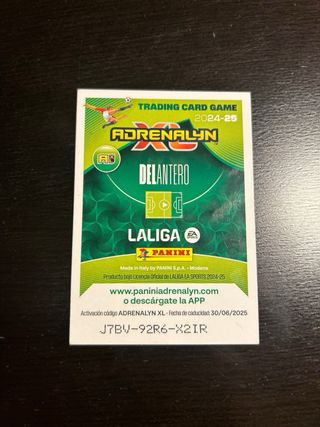 TRADING CARD GAME
2024-25
ADRENALYN
XL
DELANTERO
LALIGA EA SPORTS
PANINI
Made in Italy by PANINI S.p.A. - Modena
Producto bajo Licencia Oficial de LALIGA EA SPORTS 2024-25
www.paniniadrenalyn.com
o descárgate la APP
Activación código ADRENALYN XL - Fecha de caducidad: 30/06/2025
J7BV-92R6-X2IR